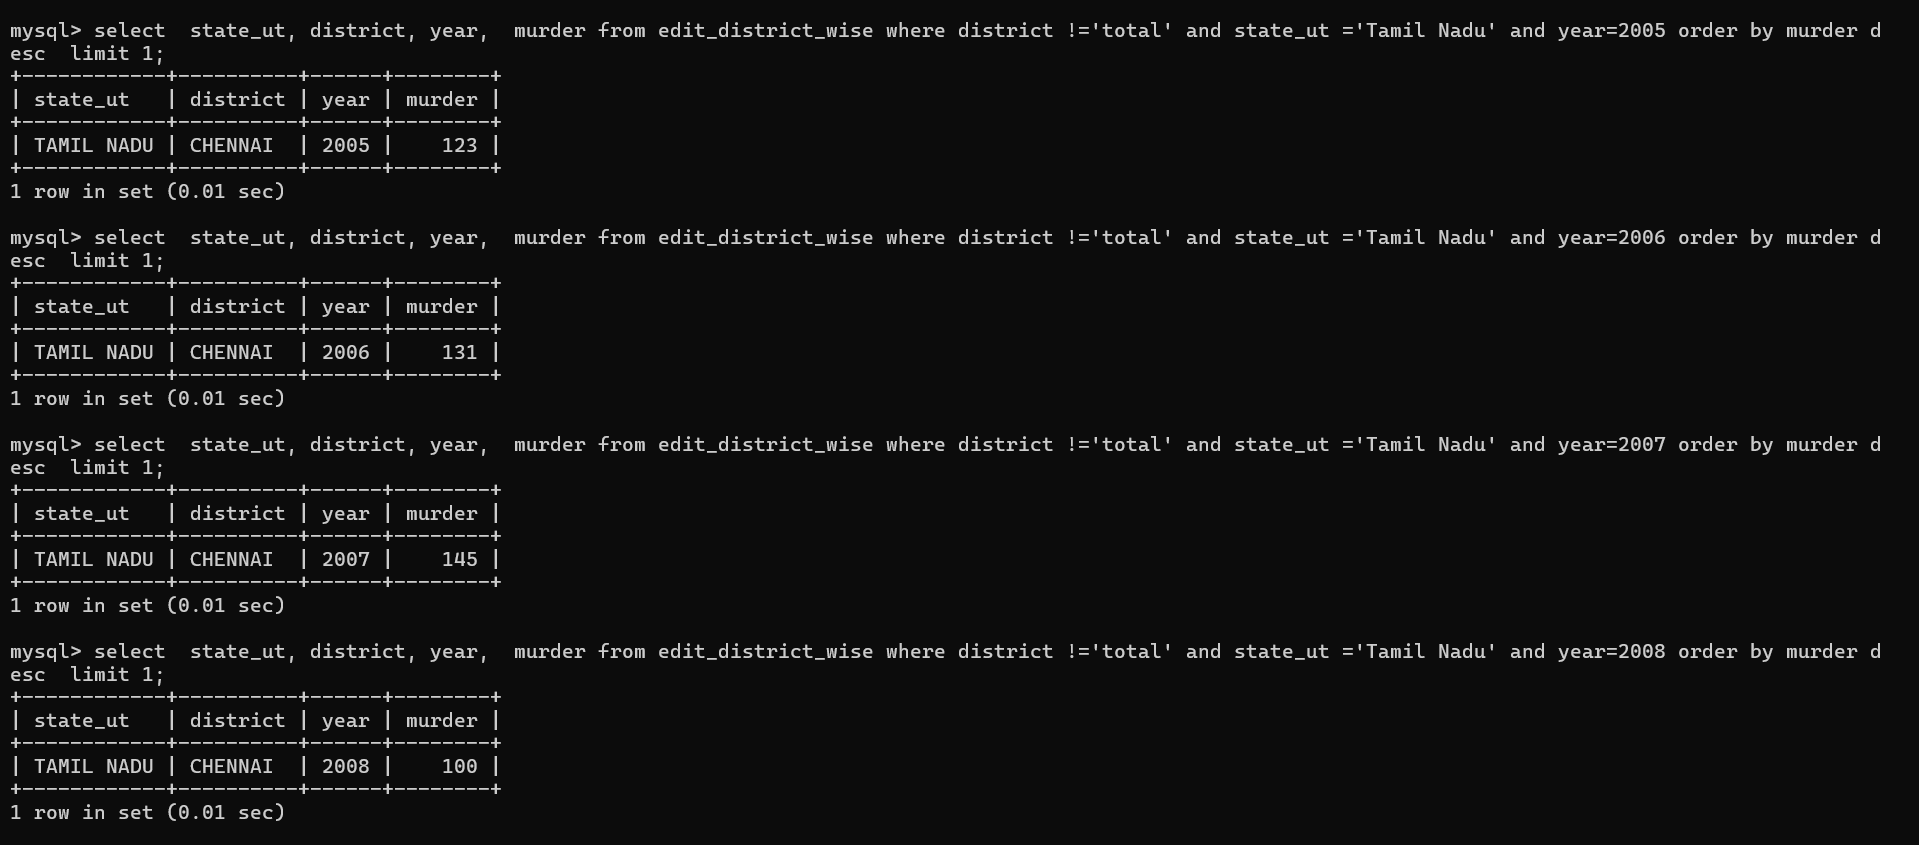 mysql> select  state_ut, district, year,  murder from edit_district_wise where district !='total' and state_ut ='Tamil Nadu' and year=2005 order by murder d
esc  limit 1;
+------------+----------+------+--------+
| state_ut   | district | year | murder |
+------------+----------+------+--------+
| TAMIL NADU | CHENNAI  | 2005 |    123 |
+------------+----------+------+--------+
1 row in set (0.01 sec)

mysql> select  state_ut, district, year,  murder from edit_district_wise where district !='total' and state_ut ='Tamil Nadu' and year=2006 order by murder d
esc  limit 1;
+------------+----------+------+--------+
| state_ut   | district | year | murder |
+------------+----------+------+--------+
| TAMIL NADU | CHENNAI  | 2006 |    131 |
+------------+----------+------+--------+
1 row in set (0.01 sec)

mysql> select  state_ut, district, year,  murder from edit_district_wise where district !='total' and state_ut ='Tamil Nadu' and year=2007 order by murder d
esc  limit 1;
+------------+----------+------+--------+
| state_ut   | district | year | murder |
+------------+----------+------+--------+
| TAMIL NADU | CHENNAI  | 2007 |    145 |
+------------+----------+------+--------+
1 row in set (0.01 sec)

mysql> select  state_ut, district, year,  murder from edit_district_wise where district !='total' and state_ut ='Tamil Nadu' and year=2008 order by murder d
esc  limit 1;
+------------+----------+------+--------+
| state_ut   | district | year | murder |
+------------+----------+------+--------+
| TAMIL NADU | CHENNAI  | 2008 |    100 |
+------------+----------+------+--------+
1 row in set (0.01 sec)